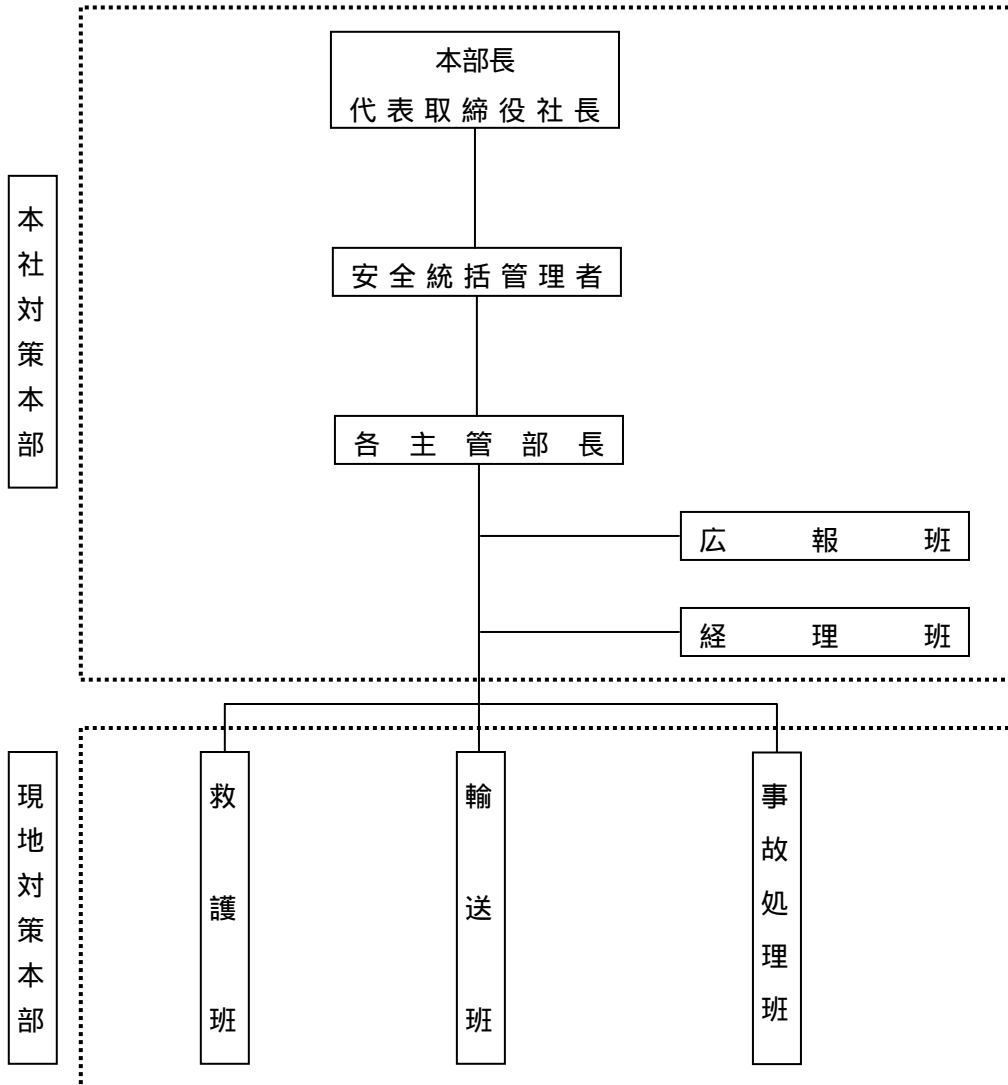 本部長
代表取締役社長
本社対策本部
安全統括管理者
各主管部長
広報班
経理班
現地対策本部
救護班
輸送班
事故処理班